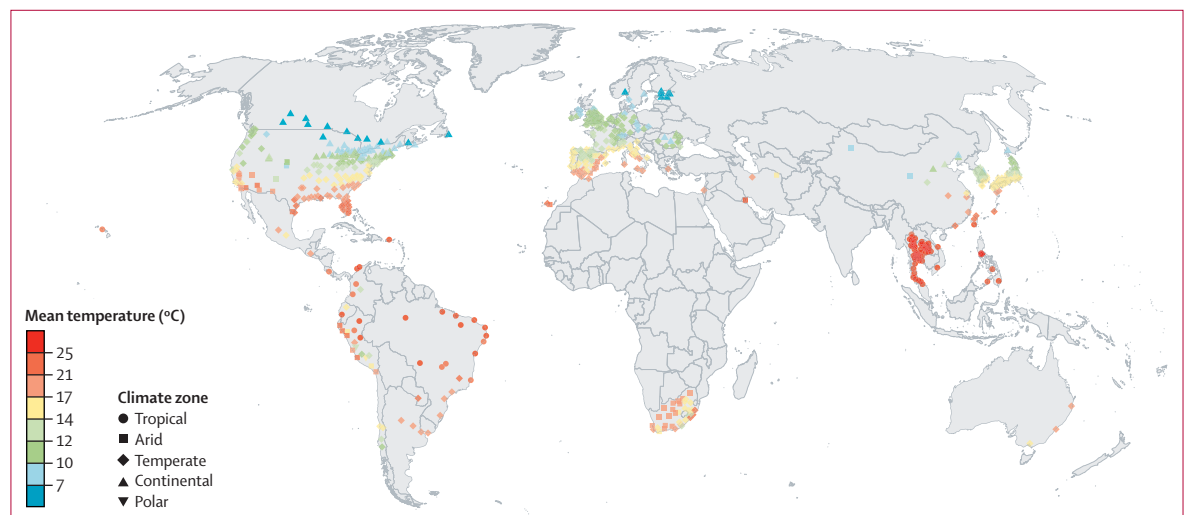 Mean temperature (°C)
25
21
17
14
12
10
7
Climate zone
Tropical
Arid
Temperate
Continental
Polar